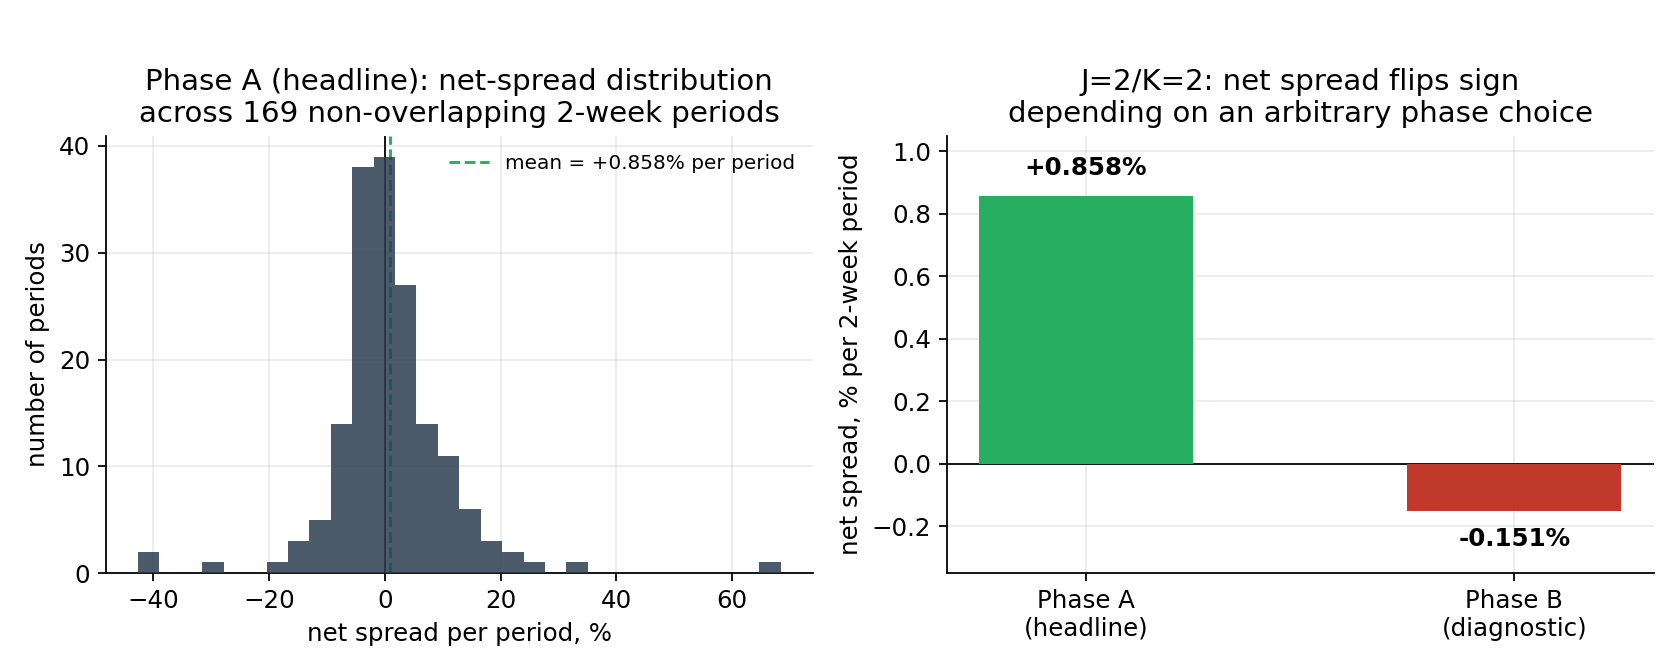 Phase A (headline): net-spread distribution
across 169 non-overlapping 2-week periods
number of periods
40
30
20
10
0
mean = +0.858% per period
−40
−20
0
20
40
60
net spread per period, %
J=2/K=2: net spread flips sign
depending on an arbitrary phase choice
net spread, % per 2-week period
1.0
0.8
0.6
0.4
0.2
0.0
−0.2
+0.858%
-0.151%
Phase A
(headline)
Phase B
(diagnostic)